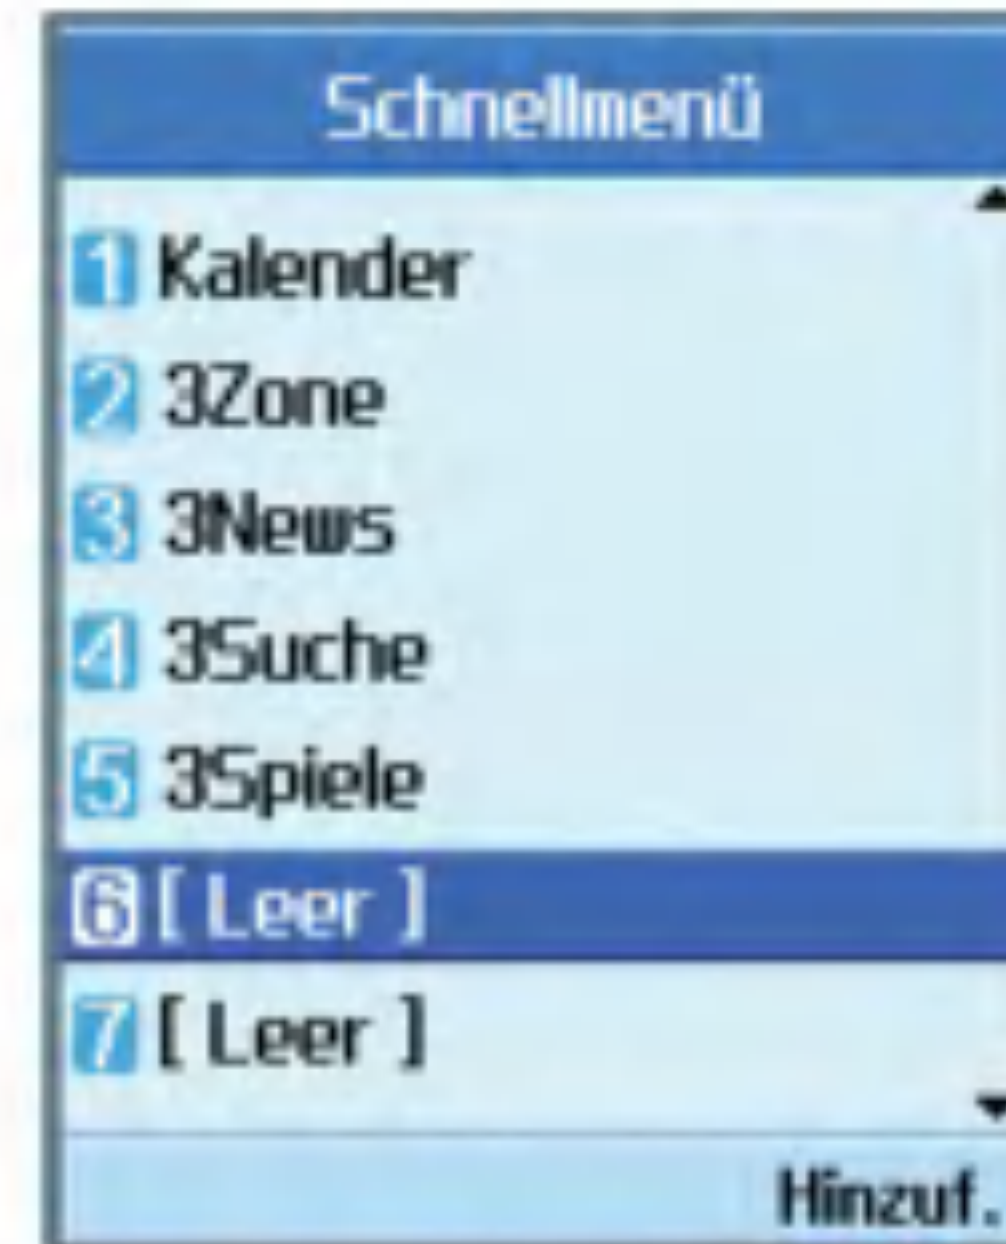 Schnellmenü
1 Kalender
2 3Zone
3 3News
4 3Suche
5 3Spiele
6 [ Leer ]
7 [ Leer ]
Hinzuf.